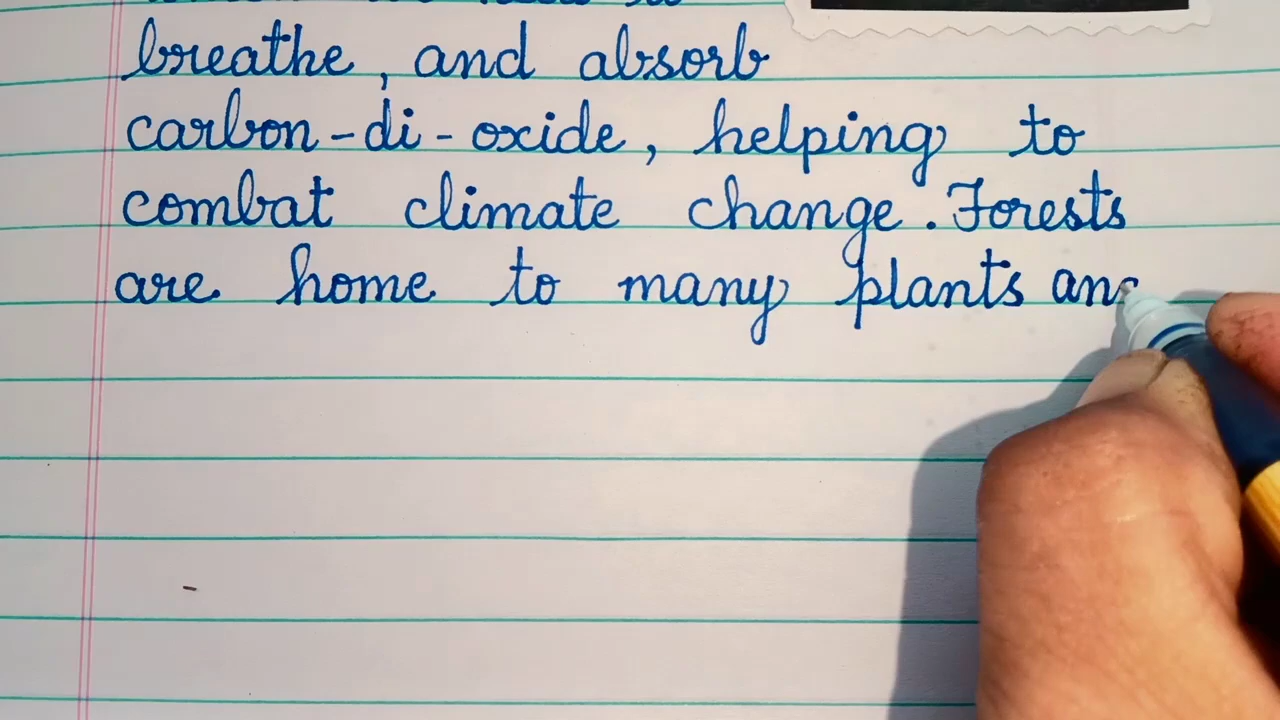 breathe, and absorb
carbon-di-oxide, helping to
combat climate change. Forests
are home to many plants